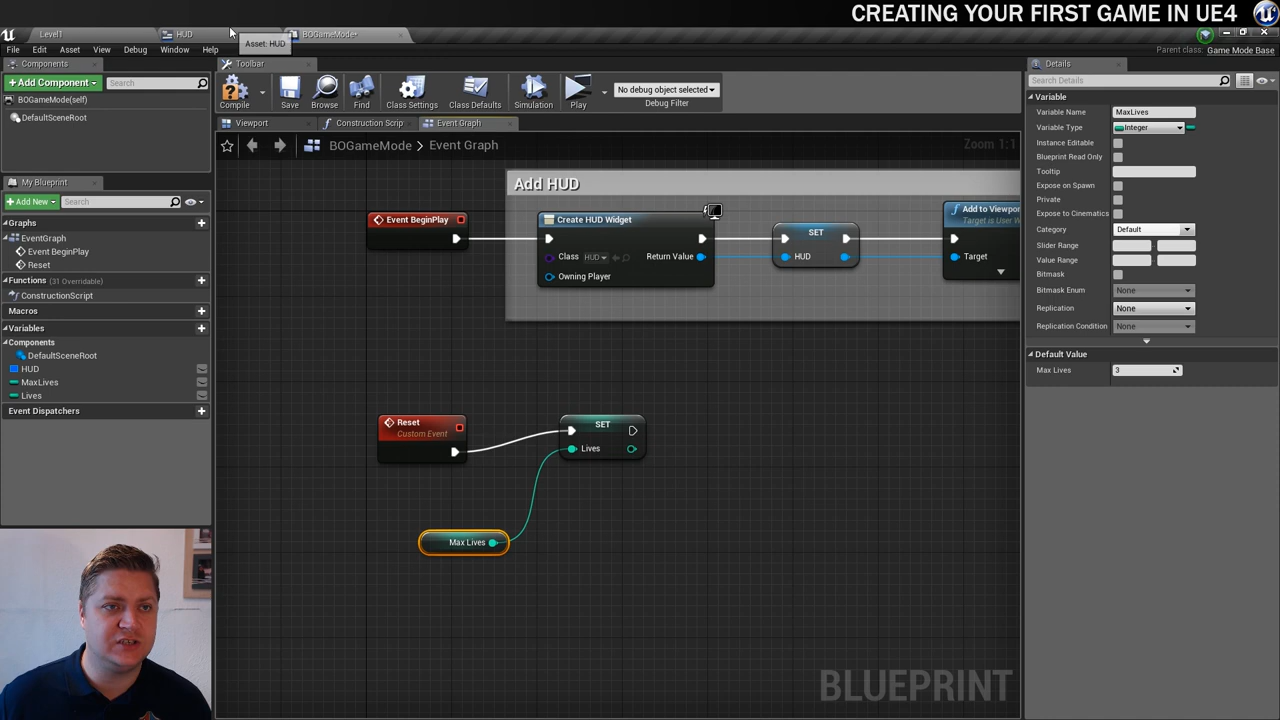 CREATING YOUR FIRST GAME IN UE4
Level1
HUD
BOGameMode*
Asset: HUD
File Edit Asset View Debug Window Help
Parent class: Game Mode Base
Components
Toolbar
Details
+ Add Component
Search
Compile
Save
Browse
Find
Class Settings
Class Defaults
Simulation
Play
No debug object selected
Debug Filter
Search Details
BOGameMode(self)
DefaultSceneRoot
Viewport
Construction Scrip
Event Graph
BOGameMode > Event Graph
Zoom 1:1
My Blueprint
+ Add New
Search
Graphs
EventGraph
Event BeginPlay
Reset
Functions (31 Overridable)
ConstructionScript
Macros
Variables
Components
DefaultSceneRoot
HUD
MaxLives
Lives
Event Dispatchers
Add HUD
Event BeginPlay
Create HUD Widget
Class HUD
Return Value
Owning Player
SET
HUD
Add to Viewpor
Target is User W
Target
Reset
Custom Event
SET
Lives
Max Lives
BLUEPRINT
Variable
Variable Name MaxLives
Variable Type Integer
Instance Editable
Blueprint Read Only
Tooltip
Expose on Spawn
Private
Expose to Cinematics
Category Default
Slider Range
Value Range
Bitmask
Bitmask Enum None
Replication None
Replication Condition None
Default Value
Max Lives 3